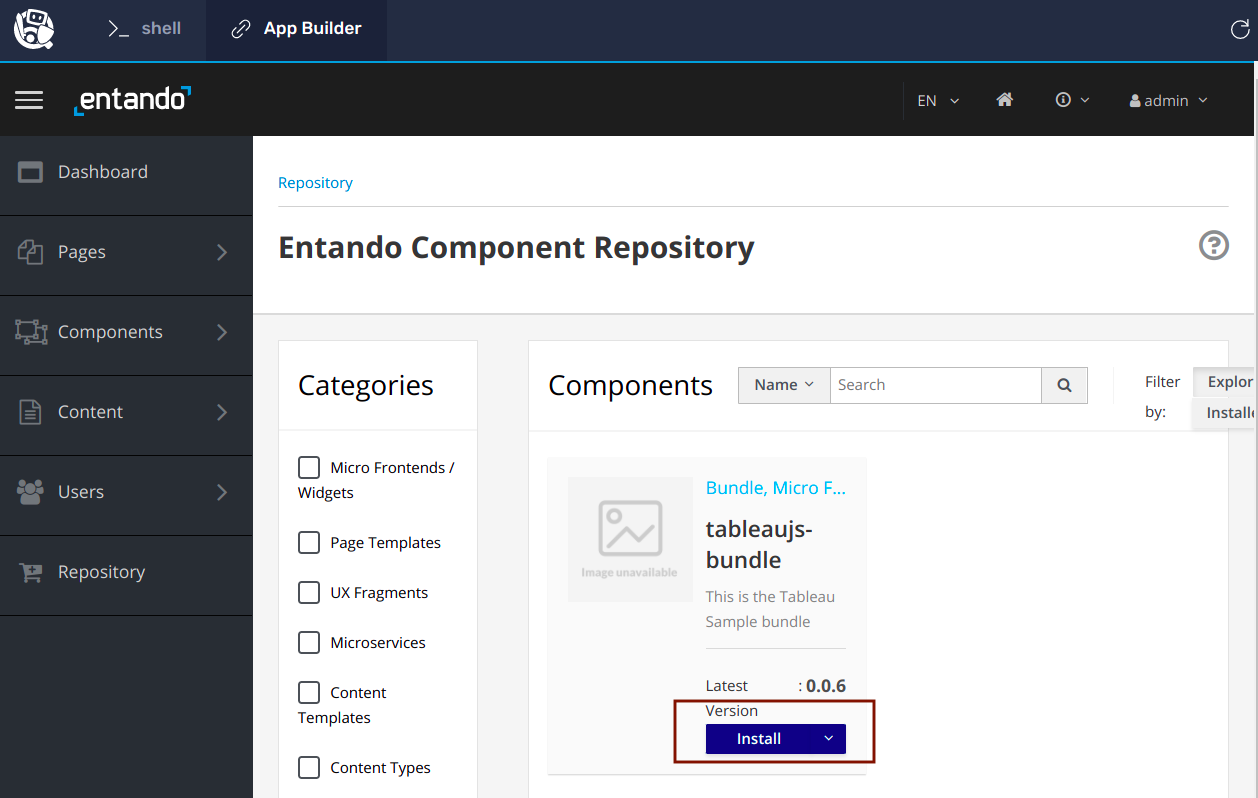 shell
App Builder
entando
EN
admin
Dashboard
Pages
Components
Content
Users
Repository
Repository
Entando Component Repository
Categories
Micro Frontends /
Widgets
Page Templates
UX Fragments
Microservices
Content
Templates
Content Types
Components
Name
Search
Filter
by:
Explor
Installe
Bundle, Micro F...
tableaujs-
bundle
Image unavailable
This is the Tableau
Sample bundle
Latest : 0.0.6
Version
Install